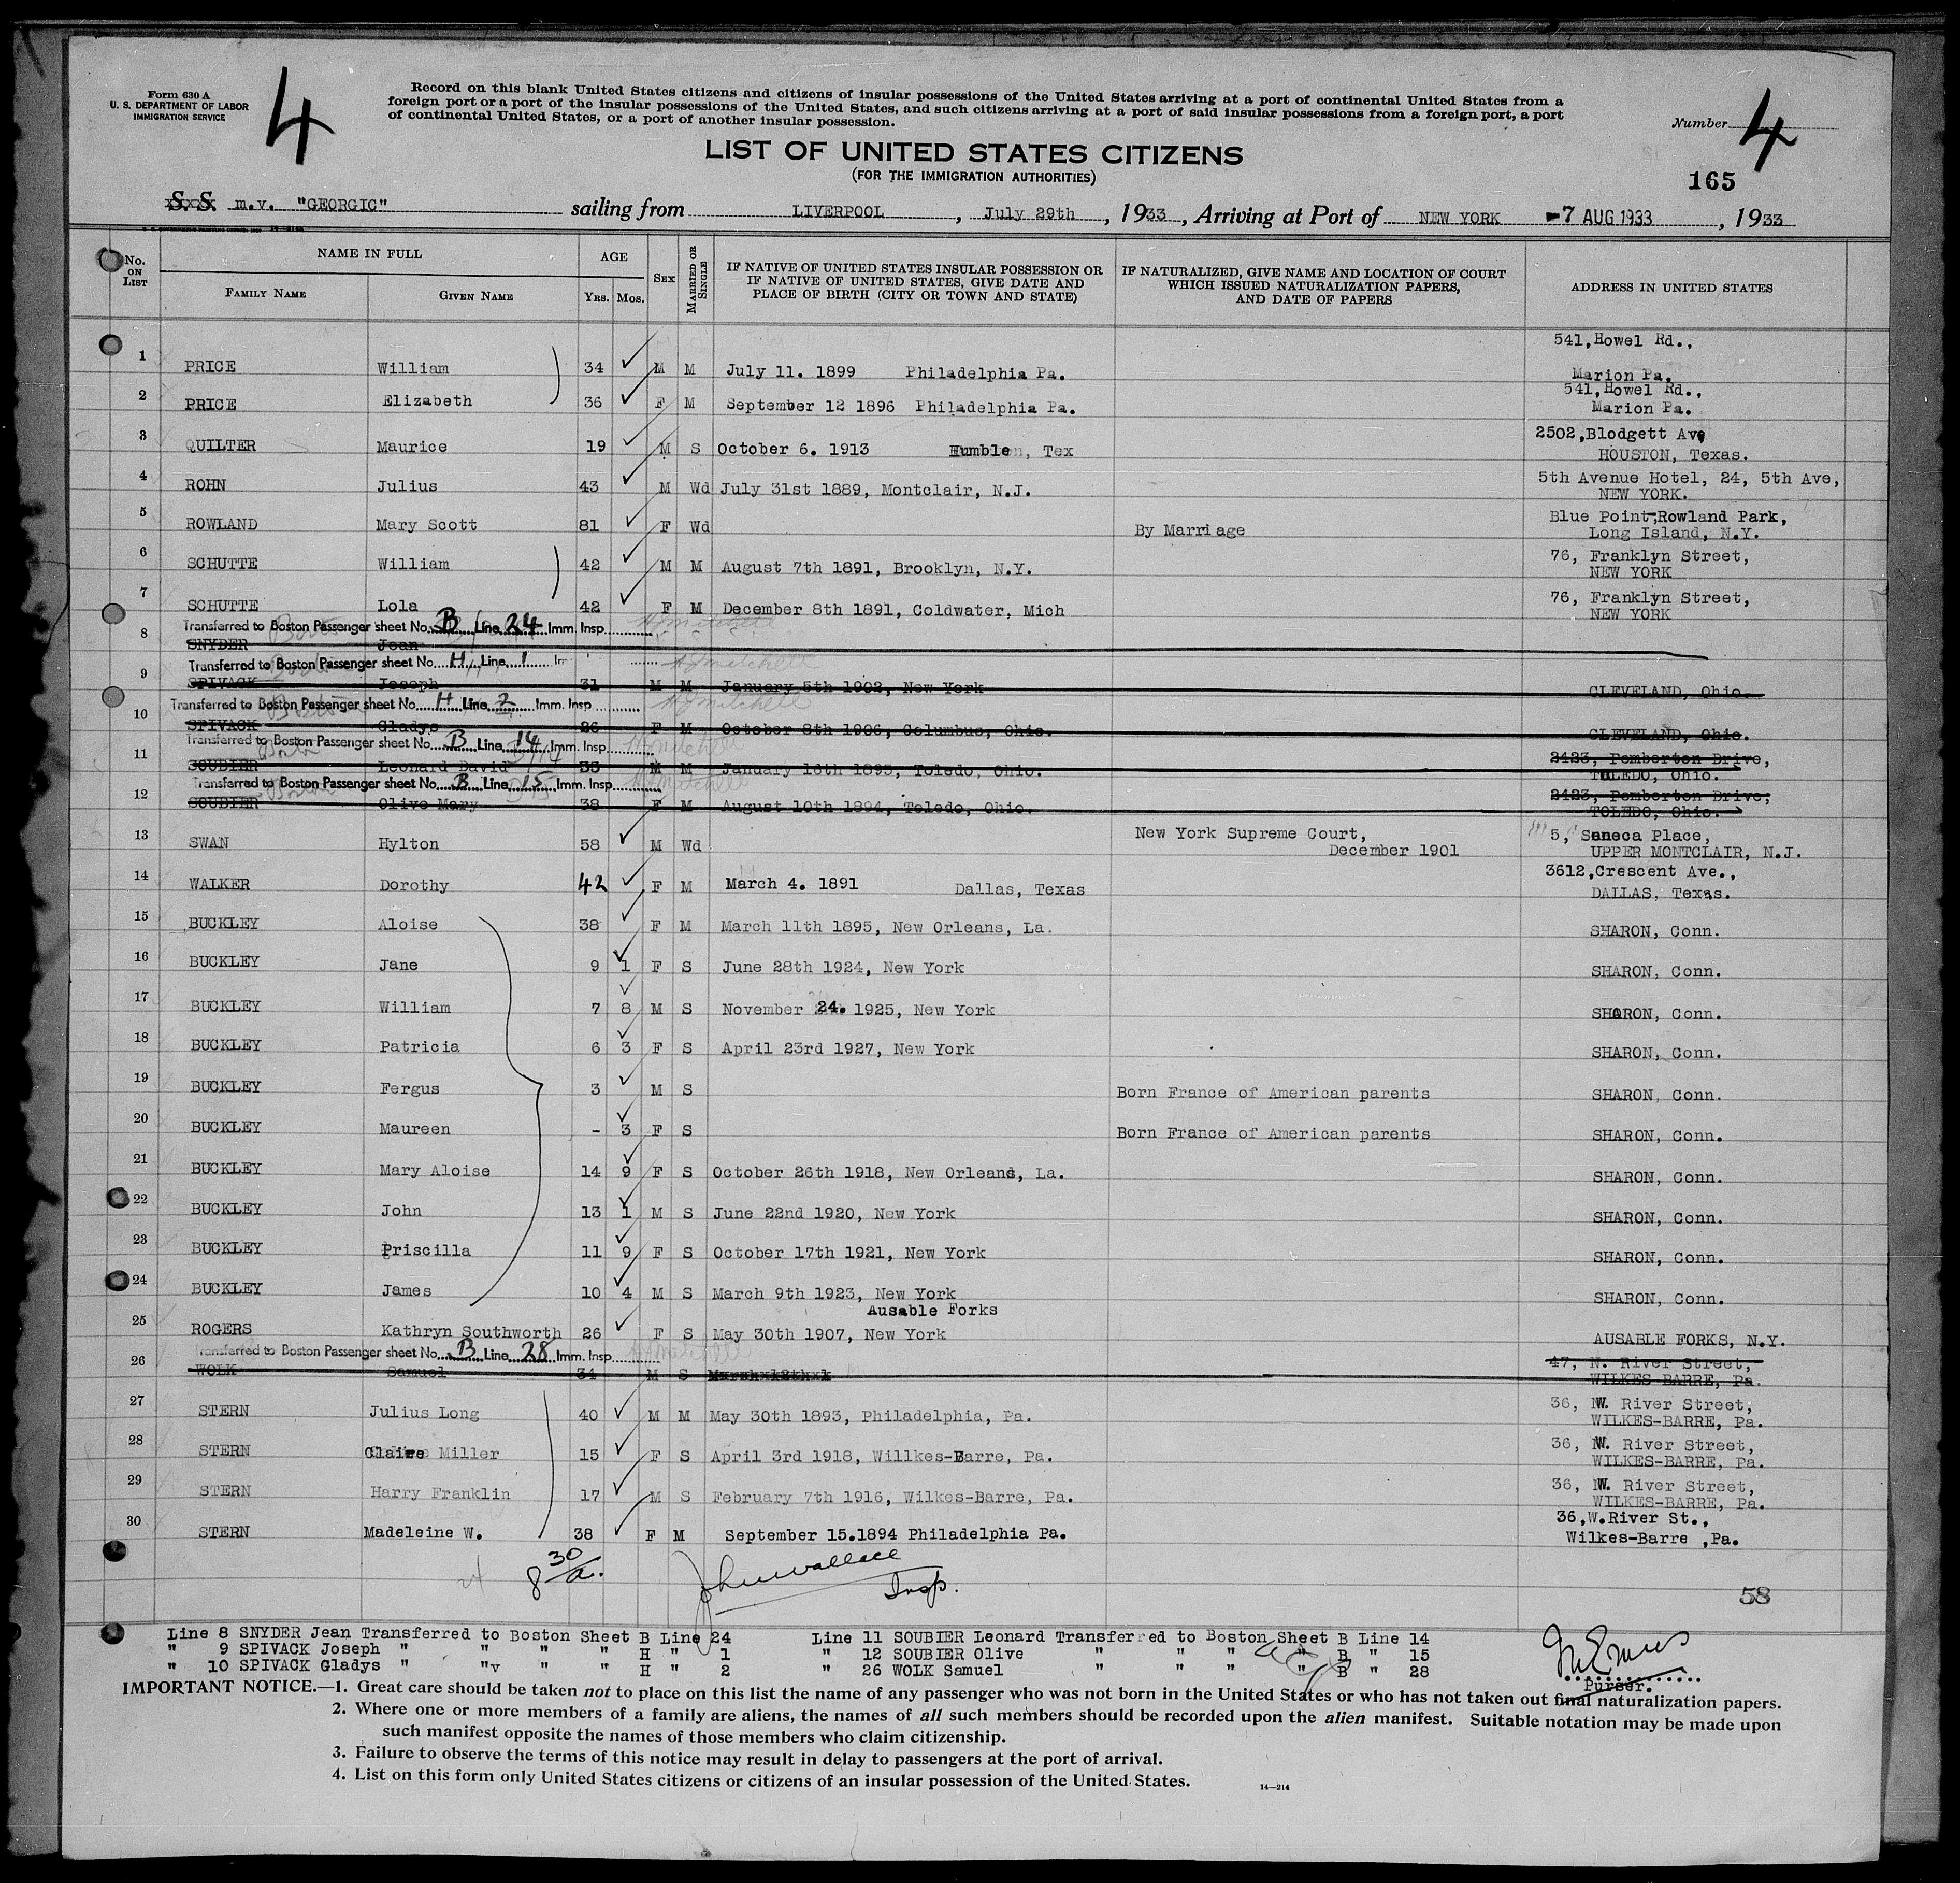 Form 630 A
U. S. DEPARTMENT OF LABOR
IMMIGRATION SERVICE
4
Record on this blank United States citizens and citizens of insular possessions of the United States arriving at a port of continental United States from a
foreign port or a port of the insular possessions of the United States, and such citizens arriving at a port of said insular possessions from a foreign port, a port
of continental United States, or a port of another insular possession.
Number 4
LIST OF UNITED STATES CITIZENS
(FOR THE IMMIGRATION AUTHORITIES)
165
S. S. m.v. "GEORGIC" sailing from LIVERPOOL, July 29th, 1933, Arriving at Port of NEW YORK -7 AUG 1933, 1933
No. ON LIST NAME IN FULL AGE SEX MARRIED OR SINGLE IF NATIVE OF UNITED STATES INSULAR POSSESSION OR IF NATIVE OF UNITED STATES, GIVE DATE AND PLACE OF BIRTH (CITY OR TOWN AND STATE) IF NATURALIZED, GIVE NAME AND LOCATION OF COURT WHICH ISSUED NATURALIZATION PAPERS, AND DATE OF PAPERS ADDRESS IN UNITED STATES
FAMILY NAME GIVEN NAME YRS. MOS.
541,Howel Rd.,
1 PRICE William 34 M M July 11. 1899 Philadelphia Pa. Marion Pa.
541,Howel Rd.,
2 PRICE Elizabeth 36 F M September 12 1896 Philadelphia Pa. Marion Pa.
2502,Blodgett Ave
3 QUILTER Maurice 19 M S October 6. 1913 Humble, Tex HOUSTON, Texas.
5th Avenue Hotel, 24, 5th Ave,
4 ROHN Julius 43 M Wd July 31st 1889, Montclair, N.J. NEW YORK.
Blue Point,Rowland Park,
5 ROWLAND Mary Scott 81 F Wd By Marriage Long Island, N.Y.
76, Franklyn Street,
6 SCHUTTE William 42 M M August 7th 1891, Brooklyn, N.Y. NEW YORK
76, Franklyn Street,
7 SCHUTTE Lola 42 F M December 8th 1891, Coldwater, Mich NEW YORK
Transferred to Boston Passenger sheet No. B Line 24 Imm. Insp. H J Mitchell
8 SNYDER Jean
Transferred to Boston Passenger sheet No. H Line 1 H J Mitchell
9 SPIVACK Joseph 31 M M January 5th 1902, New York CLEVELAND, Ohio.
Transferred to Boston Passenger sheet No. H Line 2 Imm. Insp. H J Mitchell
10 SPIVACK Gladys 26 F M October 8th 1906, Columbus, Ohio. CLEVELAND, Ohio.
Transferred to Boston Passenger sheet No. B Line 14 Imm. Insp. H J Mitchell
2423, Pemberton Drive,
11 SOUBIER Leonard David M M January 16th 1895, Toledo, Ohio. TOLEDO, Ohio.
Transferred to Boston Passenger sheet No. B Line 15 Imm. Insp. H J Mitchell
2423, Pemberton Drive,
12 SOUBIER Olive Mary 38 F M August 10th 1894, Toledo, Ohio. TOLEDO, Ohio.
New York Supreme Court, 5, Seneca Place,
13 SWAN Hylton 58 M Wd December 1901 UPPER MONTCLAIR, N.J.
3612,Crescent Ave.,
14 WALKER Dorothy 42 F M March 4. 1891 Dallas, Texas DALLAS, Texas.
15 BUCKLEY Aloise 38 F M March 11th 1895, New Orleans, La. SHARON, Conn.
16 BUCKLEY Jane 9 1 F S June 28th 1924, New York SHARON, Conn.
17 BUCKLEY William 7 8 M S November 24. 1925, New York SHARON, Conn.
18 BUCKLEY Patricia 6 3 F S April 23rd 1927, New York SHARON, Conn.
19 BUCKLEY Fergus 3 M S Born France of American parents SHARON, Conn.
20 BUCKLEY Maureen - 3 F S Born France of American parents SHARON, Conn.
21 BUCKLEY Mary Aloise 14 9 F S October 26th 1918, New Orleans, La. SHARON, Conn.
22 BUCKLEY John 13 1 M S June 22nd 1920, New York SHARON, Conn.
23 BUCKLEY Priscilla 11 9 F S October 17th 1921, New York SHARON, Conn.
24 BUCKLEY James 10 4 M S March 9th 1923, New York SHARON, Conn.
Ausable Forks
25 ROGERS Kathryn Southworth 26 F S May 30th 1907, New York AUSABLE FORKS, N.Y.
Transferred to Boston Passenger sheet No. B Line 28 Imm. Insp. H J Mitchell
47, N. River Street,
26 WOLK Samuel 34 M S WILKES-BARRE, Pa.
36, W. River Street,
27 STERN Julius Long 40 M M May 30th 1893, Philadelphia, Pa. WILKES-BARRE, Pa.
36, W. River Street,
28 STERN Claire Miller 15 F S April 3rd 1918, Willkes-Barre, Pa. WILKES-BARRE, Pa.
36, W. River Street,
29 STERN Harry Franklin 17 M S February 7th 1916, Wilkes-Barre, Pa. WILKES-BARRE, Pa.
36,W.River St.,
30 STERN Madeleine W. 38 F M September 15.1894 Philadelphia Pa. Wilkes-Barre ,Pa.
8 30/a. John Wallace
Insp.
58
Line 8 SNYDER Jean Transferred to Boston Sheet B Line 24 Line 11 SOUBIER Leonard Transferred to Boston Sheet B Line 14
" 9 SPIVACK Joseph " " " " H " 1 " 12 SOUBIER Olive " " " " B " 15
" 10 SPIVACK Gladys " "v " " H " 2 " 26 WOLK Samuel " " " " B " 28
Purser.
IMPORTANT NOTICE.—1. Great care should be taken not to place on this list the name of any passenger who was not born in the United States or who has not taken out final naturalization papers.
2. Where one or more members of a family are aliens, the names of all such members should be recorded upon the alien manifest. Suitable notation may be made upon
such manifest opposite the names of those members who claim citizenship.
3. Failure to observe the terms of this notice may result in delay to passengers at the port of arrival.
4. List on this form only United States citizens or citizens of an insular possession of the United States.
14—214